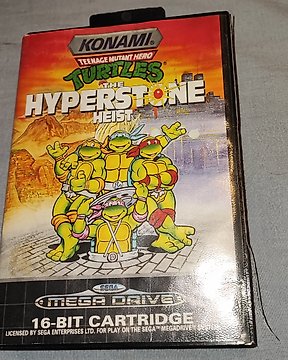 KONAMI
TEENAGE MUTANT HERO
TURTLES
THE
HYPERSTONE
HEIST
SEGA
MEGA DRIVE
16-BIT CARTRIDGE
LICENSED BY SEGA ENTERPRISES LTD. FOR PLAY ON THE SEGA MEGADRIVE SYSTEM